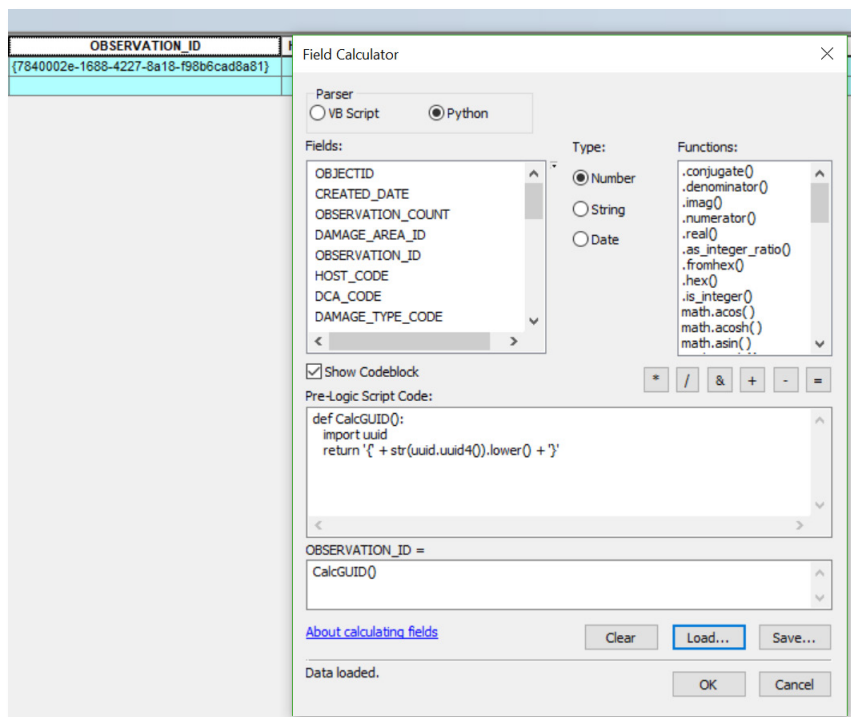 OBSERVATION_ID
{7840002e-1688-4227-8a18-f98b6cad8a81}
Field Calculator
Parser
VB Script Python
Fields:
OBJECTID
CREATED_DATE
OBSERVATION_COUNT
DAMAGE_AREA_ID
OBSERVATION_ID
HOST_CODE
DCA_CODE
DAMAGE_TYPE_CODE
Type:
Number
String
Date
Functions:
.conjugate()
.denominator()
.imag()
.numerator()
.real()
.as_integer_ratio()
.fromhex()
.hex()
.is_integer()
math.acos( )
math.acosh( )
math.asin( )
Show Codeblock
* / & + - =
Pre-Logic Script Code:
def CalcGUID():
import uuid
return '{' + str(uuid.uuid4()).lower() + '}'
OBSERVATION_ID =
CalcGUID()
About calculating fields
Clear Load... Save...
Data loaded.
OK Cancel